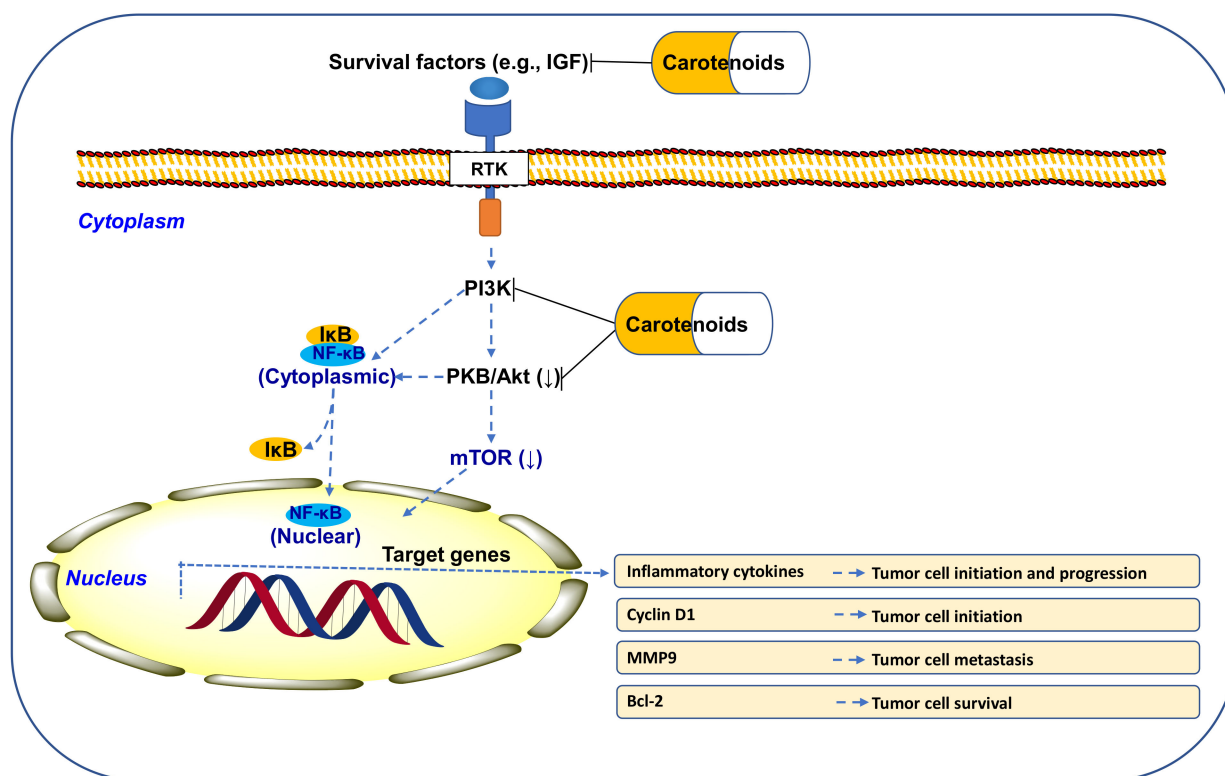 Survival factors (e.g., IGF)
Carotenoids
RTK
Cytoplasm
PI3K
Carotenoids
IκB
NF-κB
(Cytoplasmic)
PKB/Akt (↓)
IκB
mTOR (↓)
NF-κB
(Nuclear)
Target genes
Nucleus
Inflammatory cytokines Tumor cell initiation and progression
Cyclin D1 Tumor cell initiation
MMP9 Tumor cell metastasis
Bcl-2 Tumor cell survival